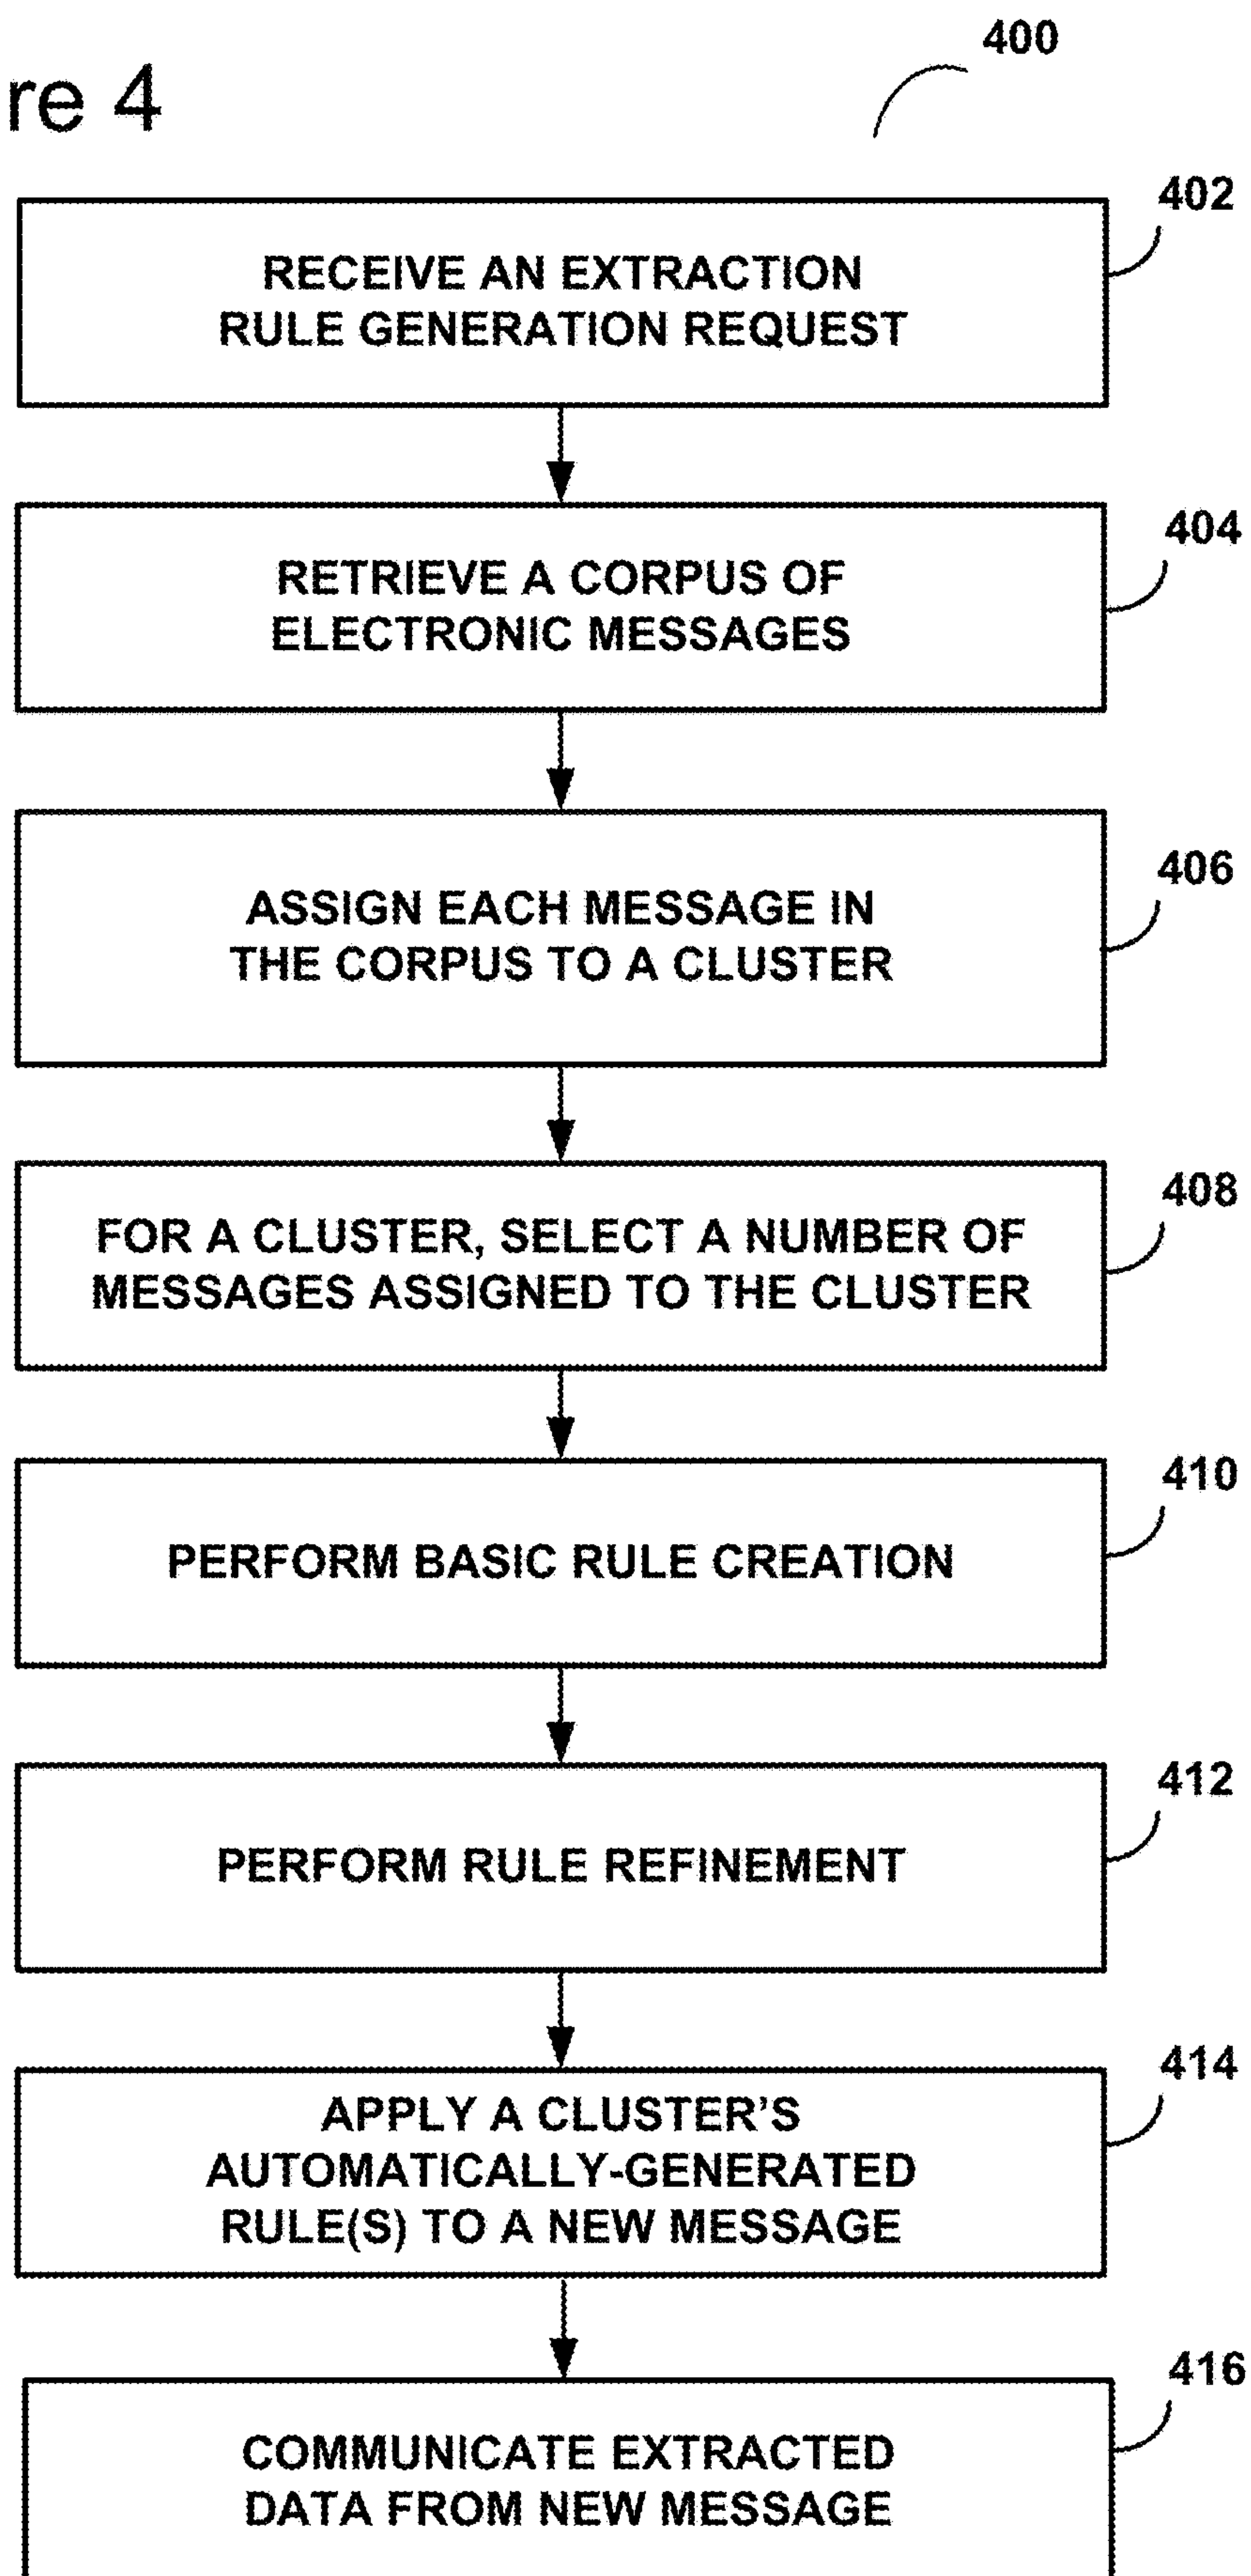 400
re 4
402
RECEIVE AN EXTRACTION
RULE GENERATION REQUEST
404
RETRIEVE A CORPUS OF
ELECTRONIC MESSAGES
406
ASSIGN EACH MESSAGE IN
THE CORPUS TO A CLUSTER
408
FOR A CLUSTER, SELECT A NUMBER OF
MESSAGES ASSIGNED TO THE CLUSTER
410
PERFORM BASIC RULE CREATION
412
PERFORM RULE REFINEMENT
414
APPLY A CLUSTER’S
AUTOMATICALLY-GENERATED
RULE(S) TO A NEW MESSAGE
416
COMMUNICATE EXTRACTED
DATA FROM NEW MESSAGE